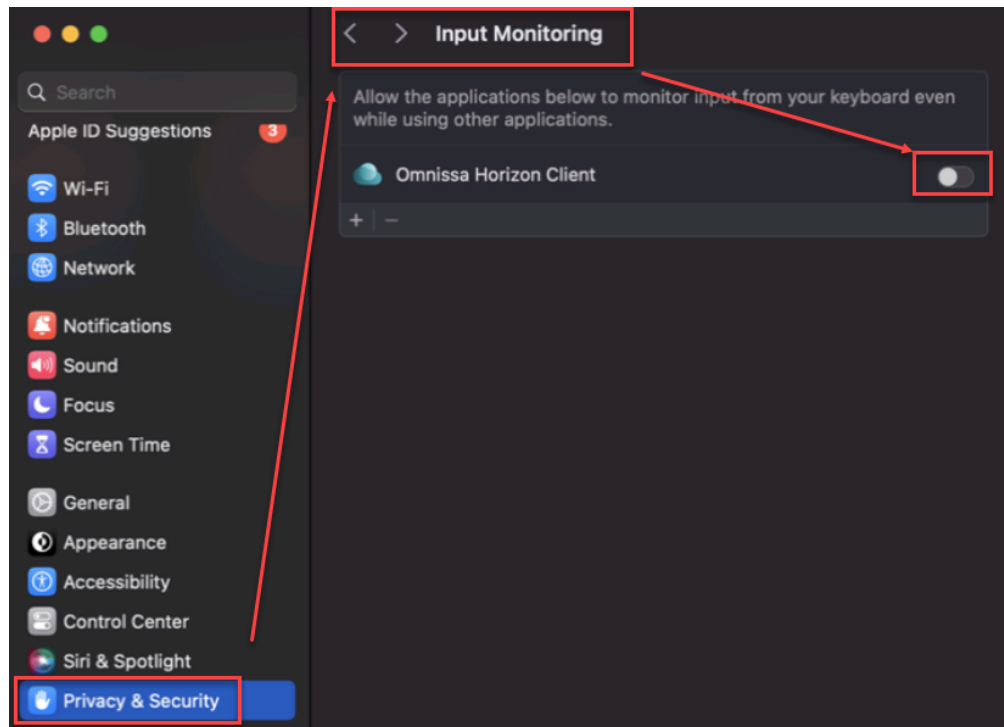 Search
Apple ID Suggestions 3
Wi-Fi
Bluetooth
Network
Notifications
Sound
Focus
Screen Time
General
Appearance
Accessibility
Control Center
Siri & Spotlight
Privacy & Security
Input Monitoring
Allow the applications below to monitor input from your keyboard even
while using other applications.
Omnissa Horizon Client